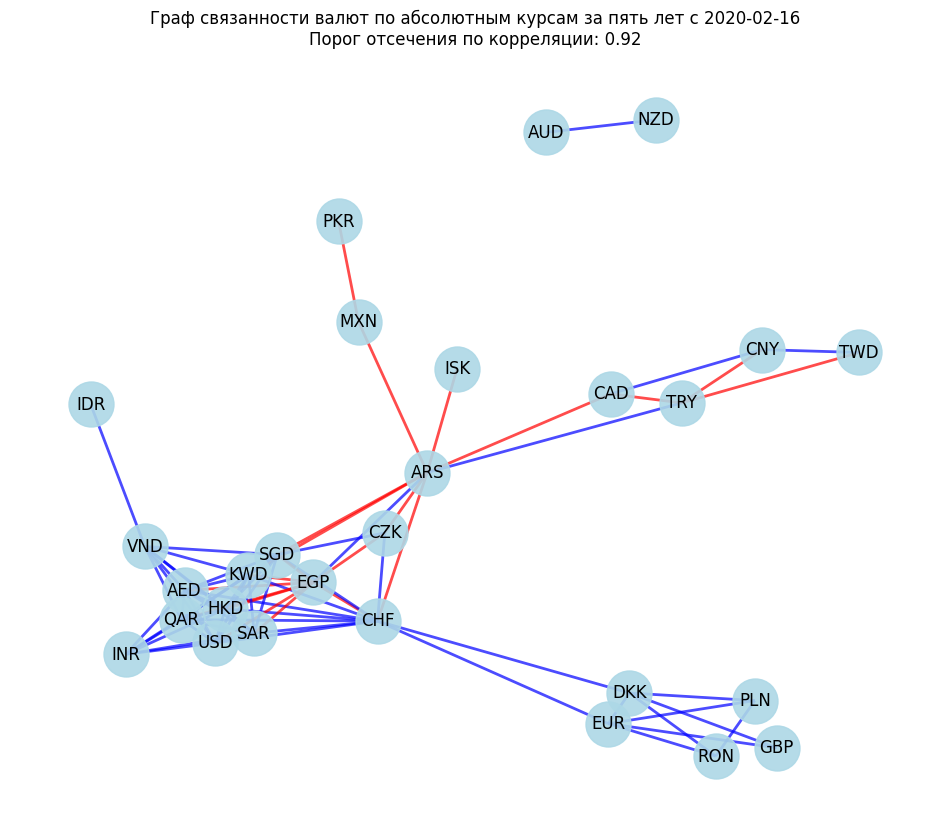 Граф связанности валют по абсолютным курсам за пять лет с 2020-02-16
Порог отсечения по корреляции: 0.92
NZD
AUD
PKR
MXN
CNY
TWD
ISK
CAD
TRY
IDR
ARS
CZK
VND
SGD
KWD
EGP
AED
HKD
QAR
CHF
SAR
USD
INR
DKK
PLN
EUR
GBP
RON